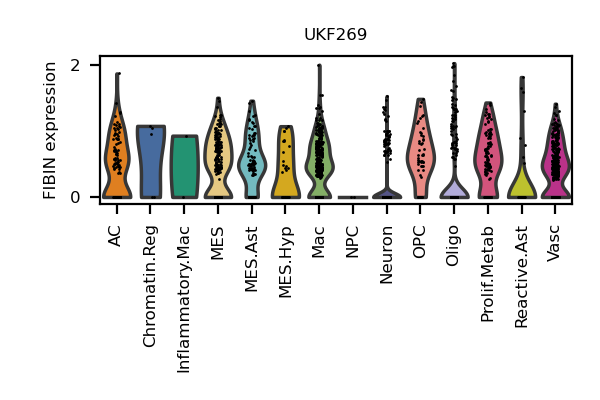 UKF269
FIBIN expression
2
0
AC
Chromatin.Reg
Inflammatory.Mac
MES
MES.Ast
MES.Hyp
Mac
NPC
Neuron
OPC
Oligo
Prolif.Metab
Reactive.Ast
Vasc